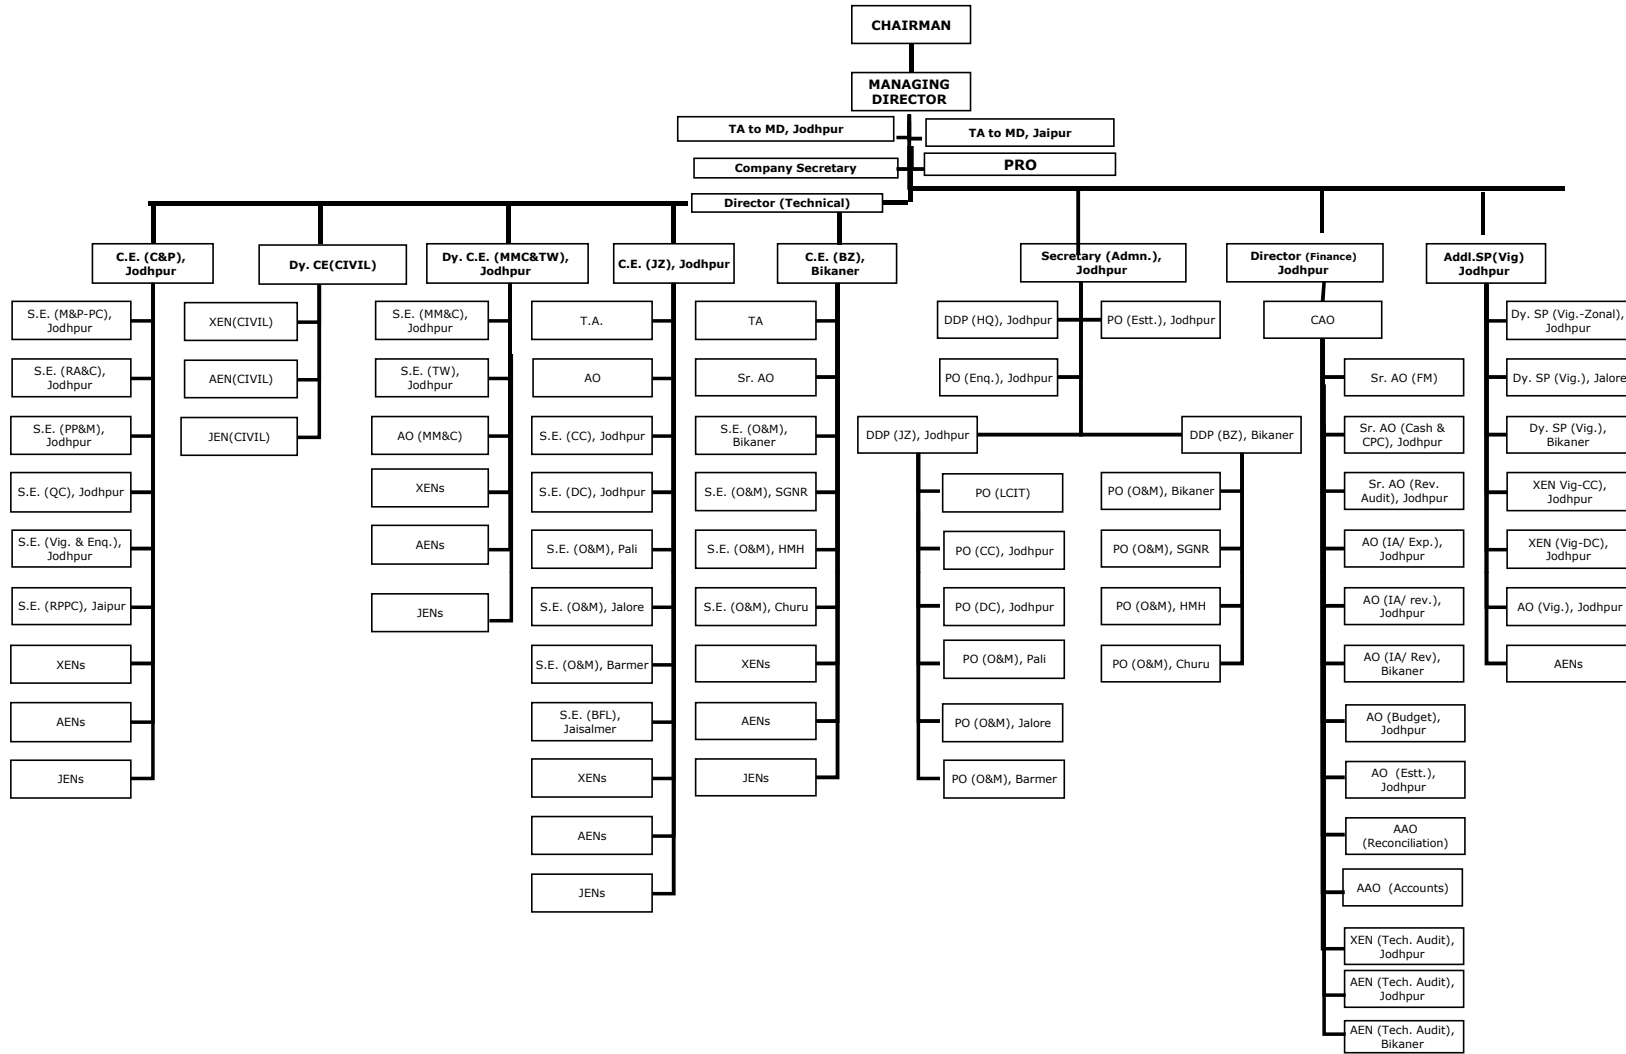 CHAIRMAN
MANAGING
DIRECTOR
TA to MD, Jodhpur
TA to MD, Jaipur
Company Secretary
PRO
Director (Technical)
C.E. (C&P),
Jodhpur
Dy. CE(CIVIL)
Dy. C.E. (MMC&TW),
Jodhpur
C.E. (JZ), Jodhpur
C.E. (BZ),
Bikaner
Secretary (Admn.),
Jodhpur
Director (Finance)
Jodhpur
Addl.SP(Vig)
Jodhpur
S.E. (M&P-PC),
Jodhpur
S.E. (RA&C),
Jodhpur
S.E. (PP&M),
Jodhpur
S.E. (QC), Jodhpur
S.E. (Vig. & Enq.),
Jodhpur
S.E. (RPPC), Jaipur
XENs
AENs
JENs
XEN(CIVIL)
AEN(CIVIL)
JEN(CIVIL)
S.E. (MM&C),
Jodhpur
S.E. (TW),
Jodhpur
AO (MM&C)
XENs
AENs
JENs
T.A.
AO
S.E. (CC), Jodhpur
S.E. (DC), Jodhpur
S.E. (O&M), Pali
S.E. (O&M), Jalore
S.E. (O&M), Barmer
S.E. (BFL),
Jaisalmer
XENs
AENs
JENs
TA
Sr. AO
S.E. (O&M),
Bikaner
S.E. (O&M), SGNR
S.E. (O&M), HMH
S.E. (O&M), Churu
XENs
AENs
JENs
DDP (HQ), Jodhpur
PO (Estt.), Jodhpur
PO (Enq.), Jodhpur
DDP (JZ), Jodhpur
DDP (BZ), Bikaner
PO (LCIT)
PO (CC), Jodhpur
PO (DC), Jodhpur
PO (O&M), Pali
PO (O&M), Jalore
PO (O&M), Barmer
PO (O&M), Bikaner
PO (O&M), SGNR
PO (O&M), HMH
PO (O&M), Churu
CAO
Sr. AO (FM)
Sr. AO (Cash &
CPC), Jodhpur
Sr. AO (Rev.
Audit), Jodhpur
AO (IA/ Exp.),
Jodhpur
AO (IA/ rev.),
Jodhpur
AO (IA/ Rev),
Bikaner
AO (Budget),
Jodhpur
AO (Estt.),
Jodhpur
AAO
(Reconciliation)
AAO (Accounts)
XEN (Tech. Audit),
Jodhpur
AEN (Tech. Audit),
Jodhpur
AEN (Tech. Audit),
Bikaner
Dy. SP (Vig.-Zonal),
Jodhpur
Dy. SP (Vig.), Jalore
Dy. SP (Vig.),
Bikaner
XEN Vig-CC),
Jodhpur
XEN (Vig-DC),
Jodhpur
AO (Vig.), Jodhpur
AENs